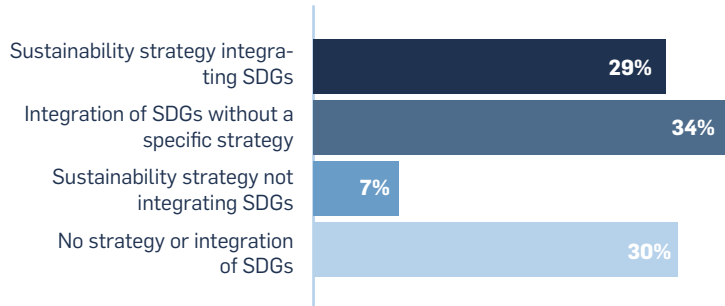 Sustainability strategy integra-
ting SDGs
29%
Integration of SDGs without a
specific strategy
34%
Sustainability strategy not
integrating SDGs
7%
No strategy or integration
of SDGs
30%